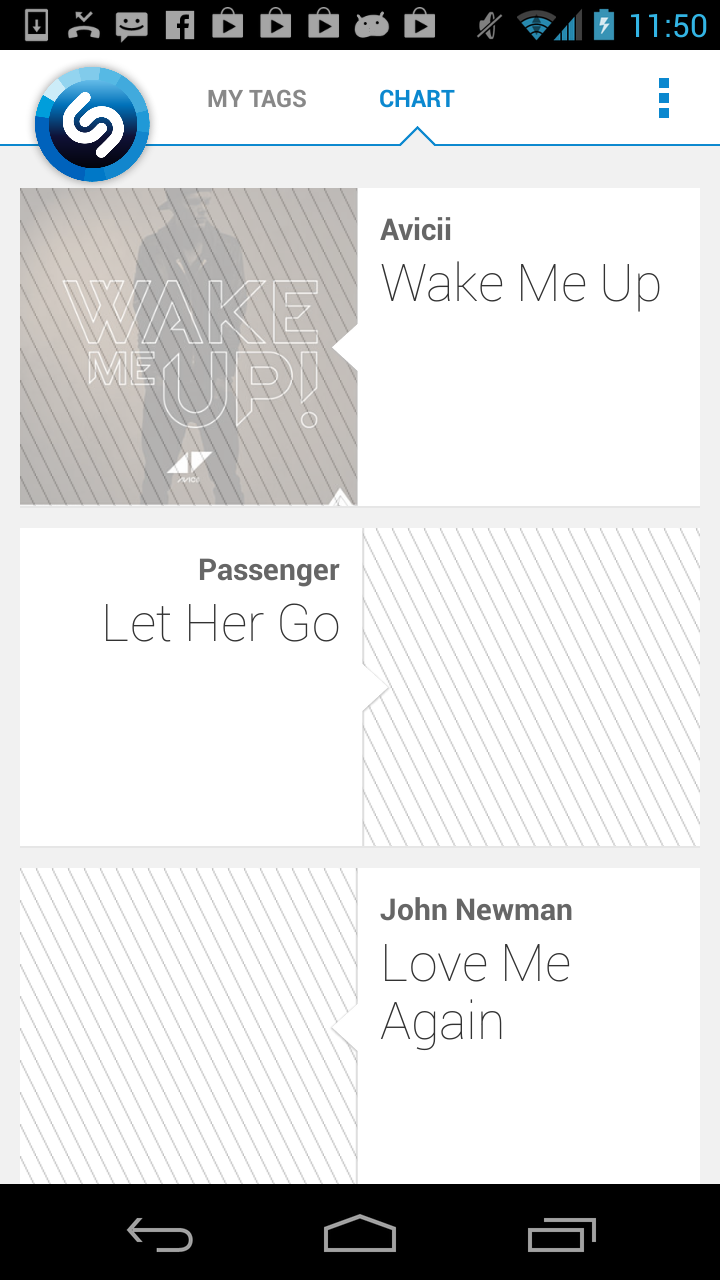 11:50
MY TAGS
CHART
WAKE
ME UP!
AVICII
Avicii
Wake Me Up
Passenger
Let Her Go
John Newman
Love Me
Again